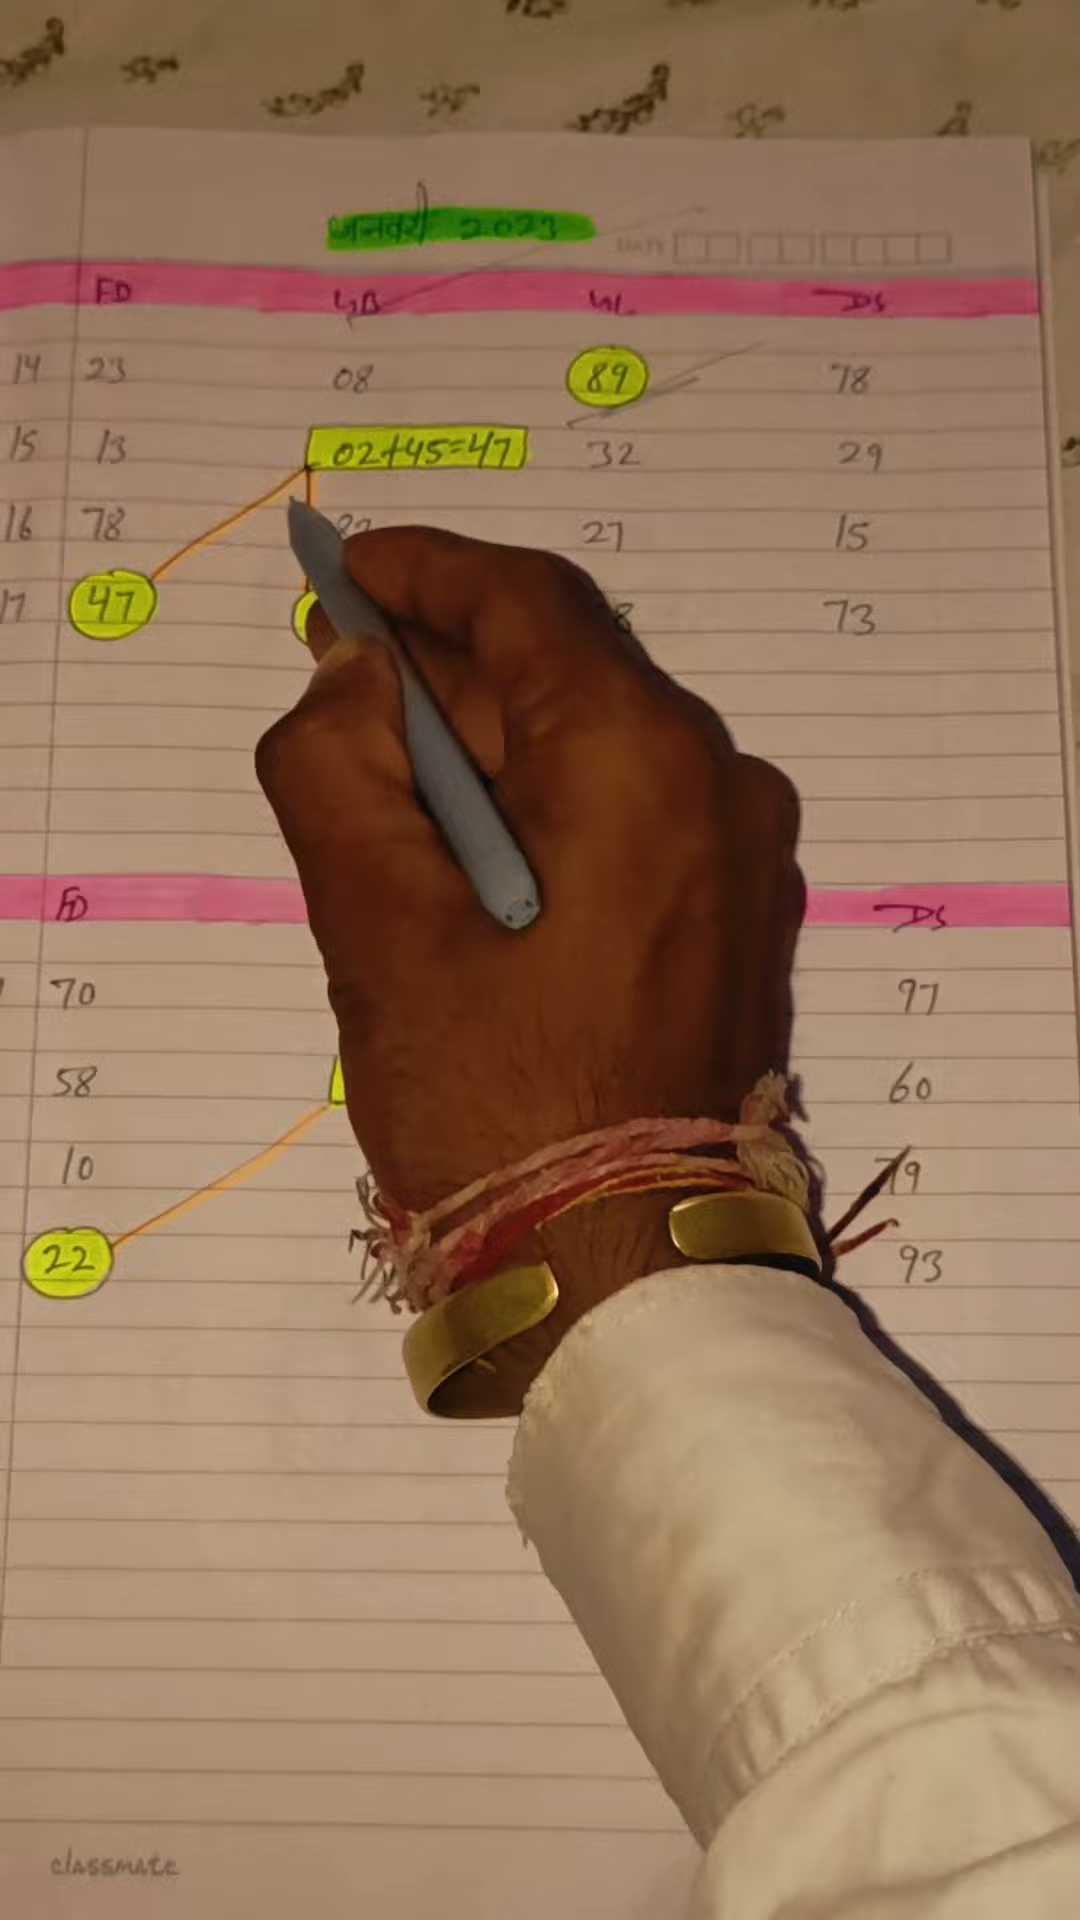 जनवरी 2023
DATE
FD GB GL DS
14 23 08 89 78
15 13 02+45=47 32 29
16 78 27 15
17 47 73
FD DS
70 97
58 60
10 79
22 93
classmate